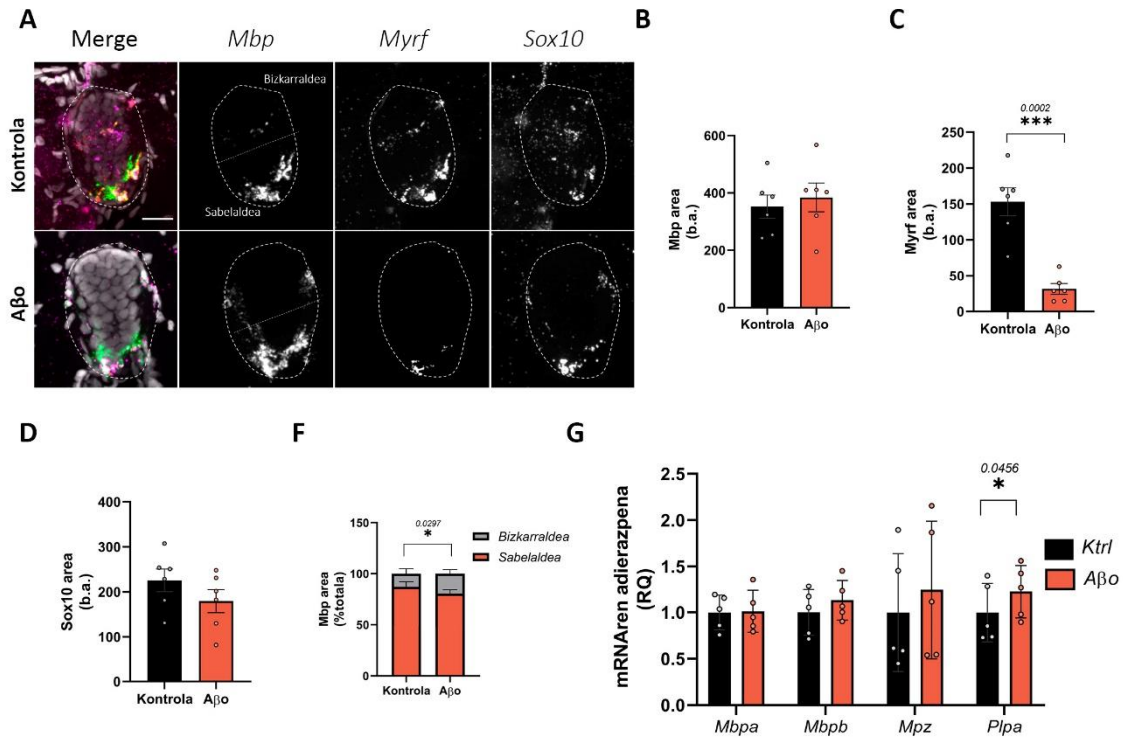 A
Merge
Mbp
Myrf
Sox10
Kontrola
Bizkarraldea
Sabelaldea
Aβo
B
Mbp area
(b.a.)
600
400
200
0
Kontrola
Aβo
C
0.0002
***
Myrf area
(b.a.)
250
200
150
100
50
0
Kontrola
Aβo
D
Sox10 area
(b.a.)
400
300
200
100
0
Kontrola
Aβo
F
0.0297
*
Mbp area
(%totala)
150
100
50
0
Kontrola
Aβo
Bizkarraldea
Sabelaldea
G
0.0456
*
mRNAren adierazpena
(RQ)
2.5
2.0
1.5
1.0
0.5
0.0
Mbpa
Mbpb
Mpz
Plpa
Ktrl
Aβo